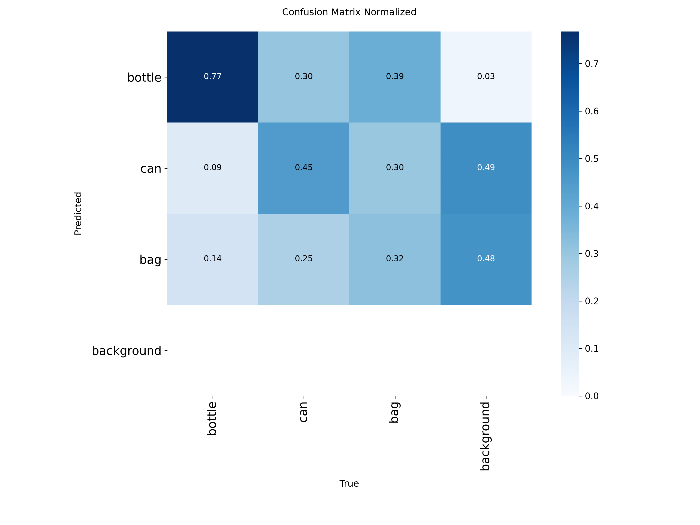 Confusion Matrix Normalized
bottle 0.77 0.30 0.39 0.03
can 0.09 0.45 0.30 0.49
bag 0.14 0.25 0.32 0.48
background
bottle can bag background
Predicted
True
0.7
0.6
0.5
0.4
0.3
0.2
0.1
0.0